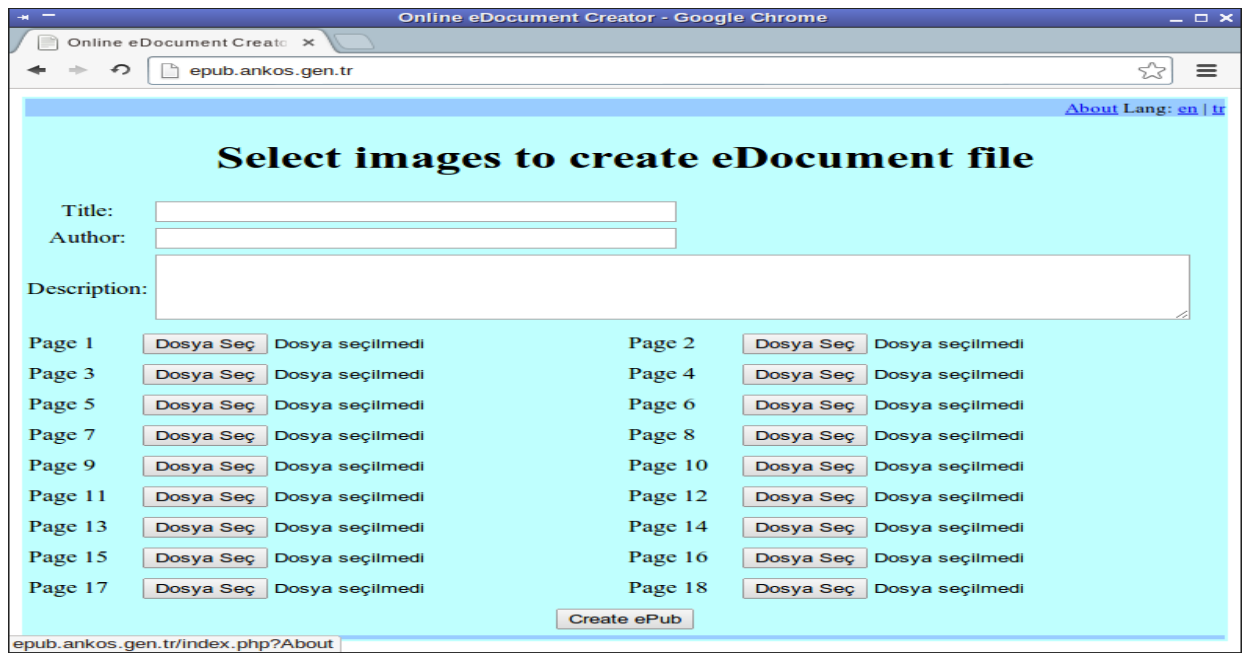 Online eDocument Creator - Google Chrome
Online eDocument Creato
epub.ankos.gen.tr
About Lang: en | tr
Select images to create eDocument file
Title:
Author:
Description:
Page 1 Dosya Seç Dosya seçilmedi Page 2 Dosya Seç Dosya seçilmedi
Page 3 Dosya Seç Dosya seçilmedi Page 4 Dosya Seç Dosya seçilmedi
Page 5 Dosya Seç Dosya seçilmedi Page 6 Dosya Seç Dosya seçilmedi
Page 7 Dosya Seç Dosya seçilmedi Page 8 Dosya Seç Dosya seçilmedi
Page 9 Dosya Seç Dosya seçilmedi Page 10 Dosya Seç Dosya seçilmedi
Page 11 Dosya Seç Dosya seçilmedi Page 12 Dosya Seç Dosya seçilmedi
Page 13 Dosya Seç Dosya seçilmedi Page 14 Dosya Seç Dosya seçilmedi
Page 15 Dosya Seç Dosya seçilmedi Page 16 Dosya Seç Dosya seçilmedi
Page 17 Dosya Seç Dosya seçilmedi Page 18 Dosya Seç Dosya seçilmedi
Create ePub
epub.ankos.gen.tr/index.php?About